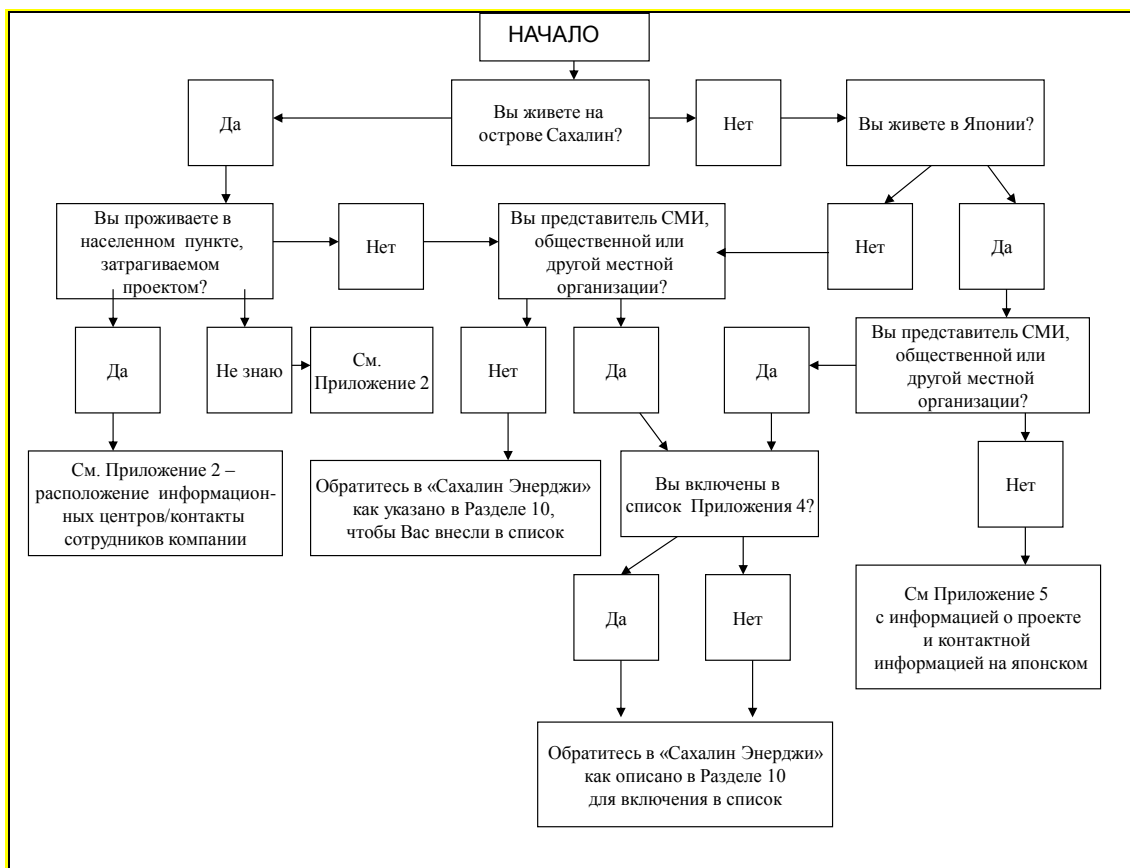 НАЧАЛО
Да
Вы живете на
острове Сахалин?
Нет
Вы живете в Японии?
Вы проживаете в
населенном пункте,
затрагиваемом
проектом?
Нет
Вы представитель СМИ,
общественной или
другой местной
организации?
Нет
Да
Да
Не знаю
См.
Приложение 2
Нет
Да
Да
Вы представитель СМИ,
общественной или
другой местной
организации?
См. Приложение 2 –
расположение информацион-
ных центров/контакты
сотрудников компании
Обратитесь в «Сахалин Энерджи»
как указано в Разделе 10,
чтобы Вас внесли в список
Вы включены в
список Приложения 4?
Нет
Да
Нет
См Приложение 5
с информацией о проекте
и контактной
информацией на японском
Обратитесь в «Сахалин Энерджи»
как описано в Разделе 10
для включения в список